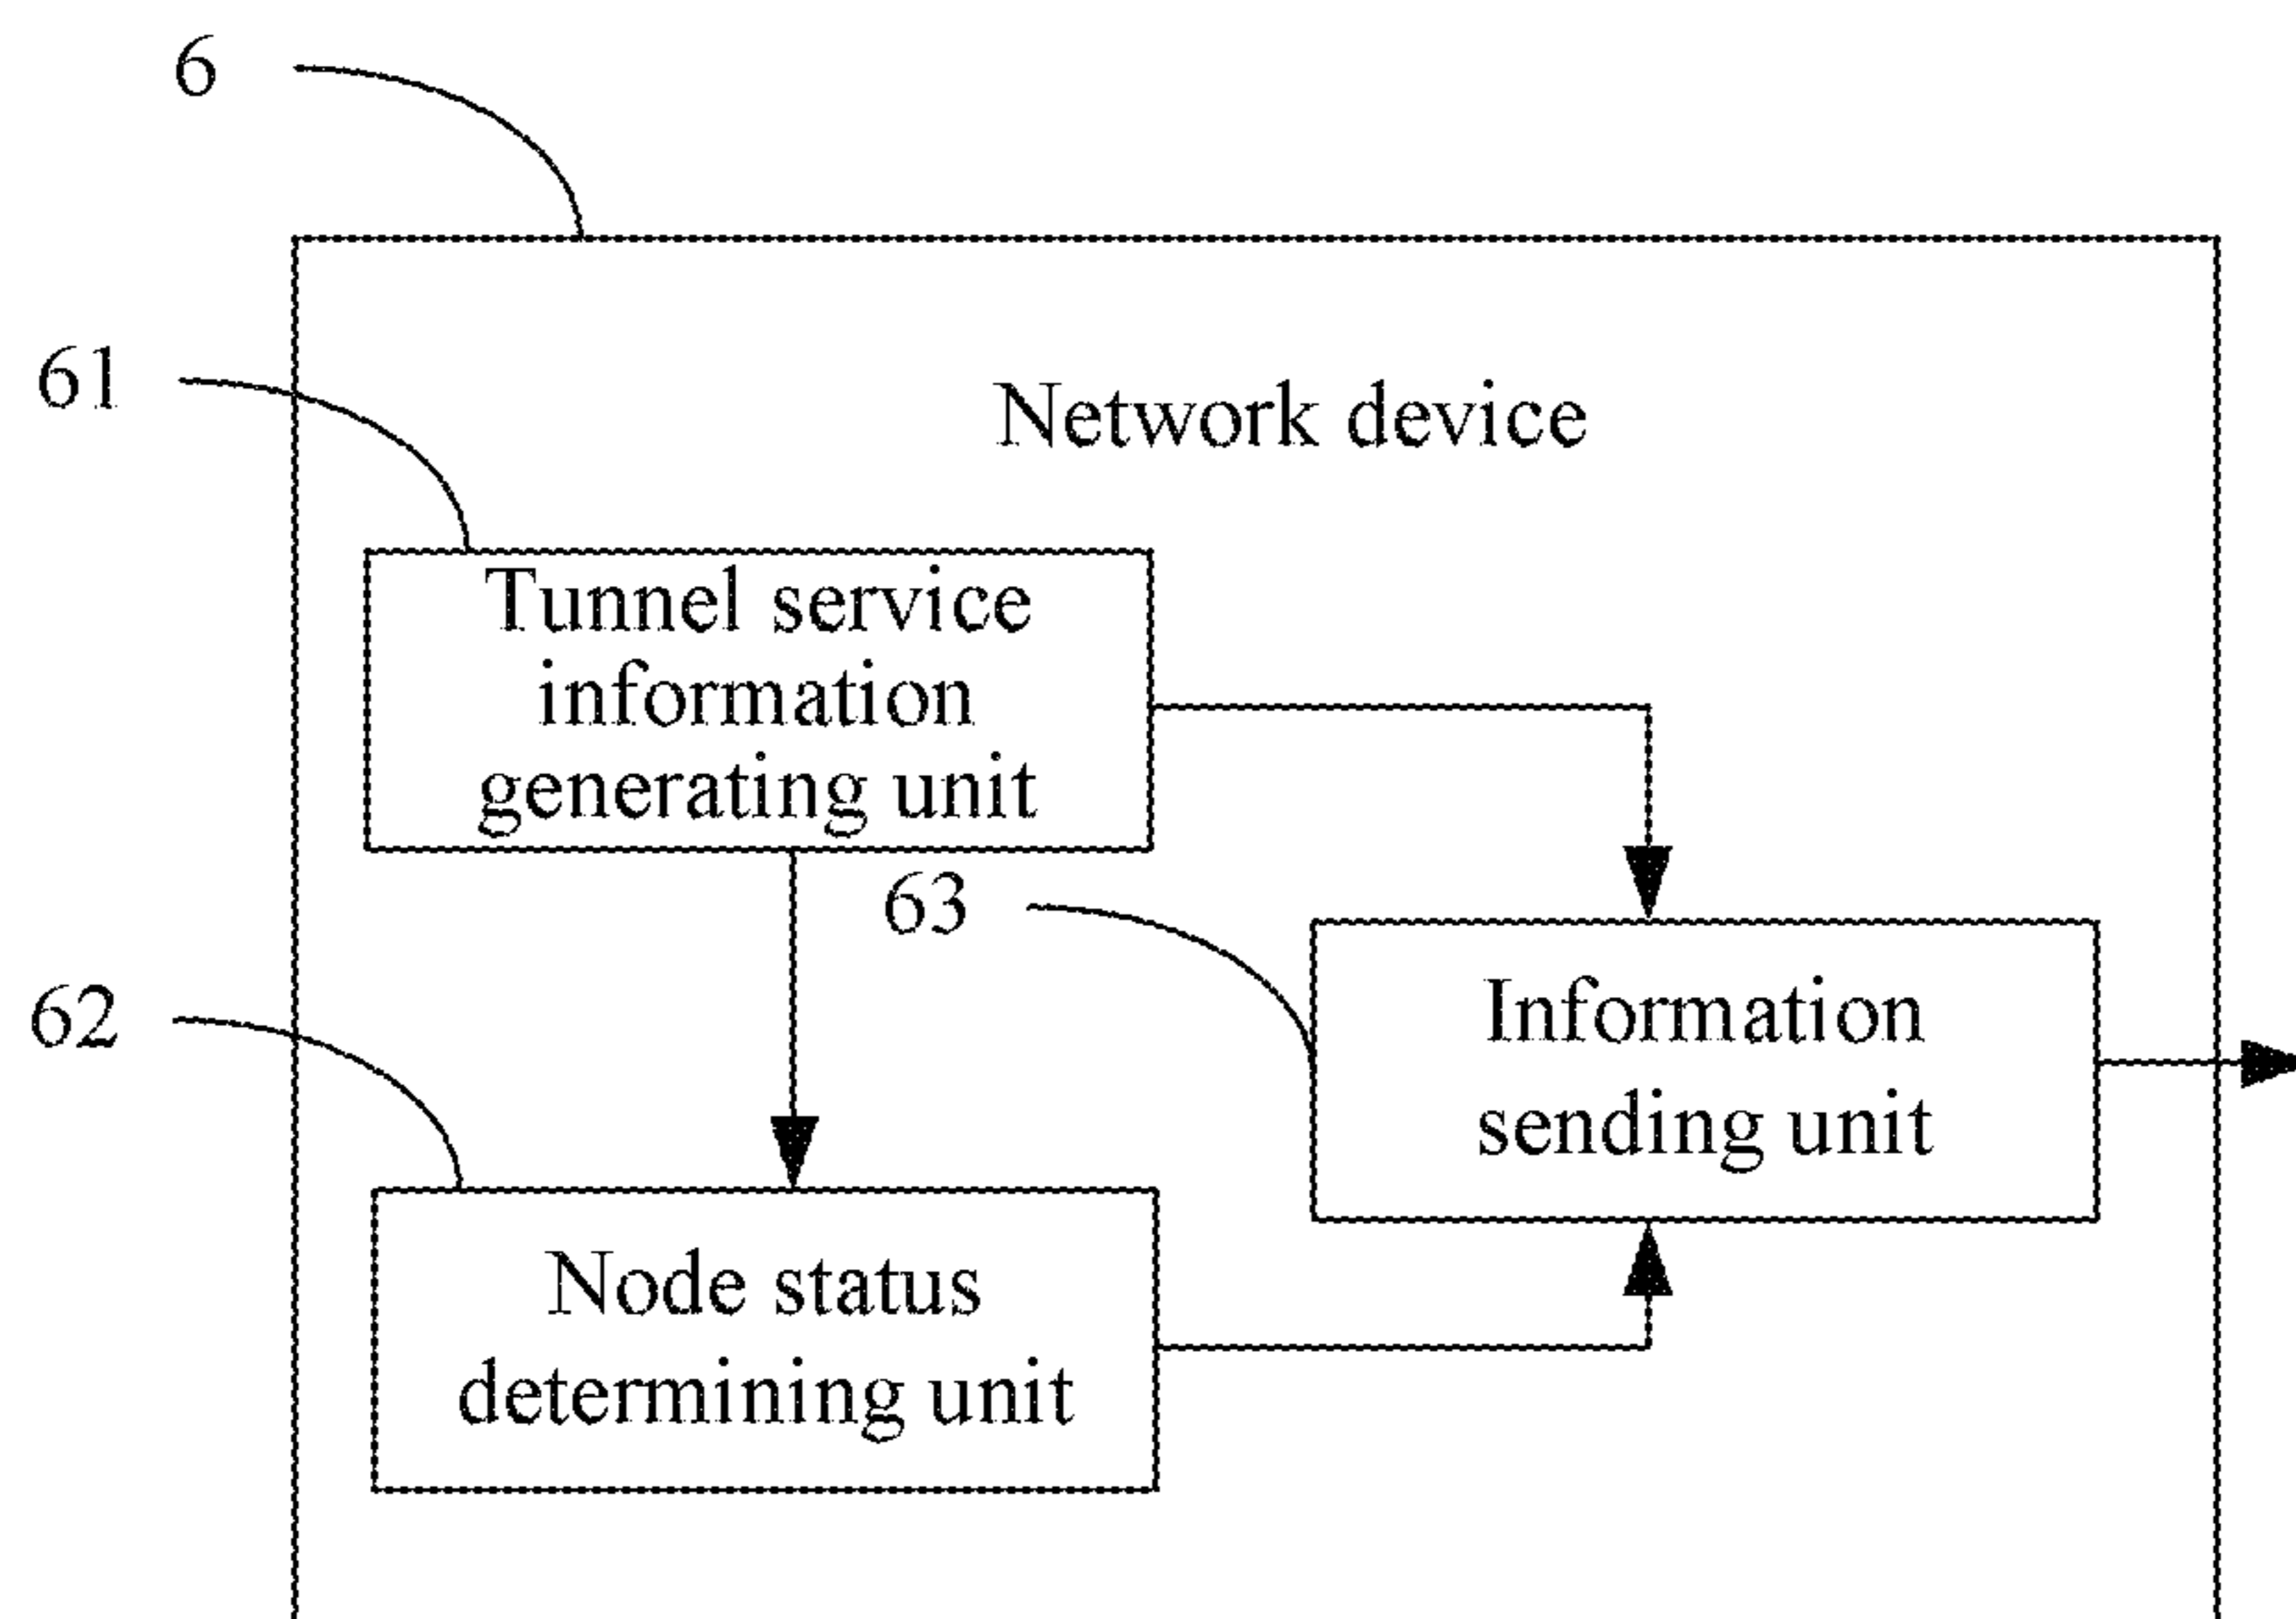 6
61
Network device
Tunnel service
information
generating unit
63
62
Information
sending unit
Node status
determining unit